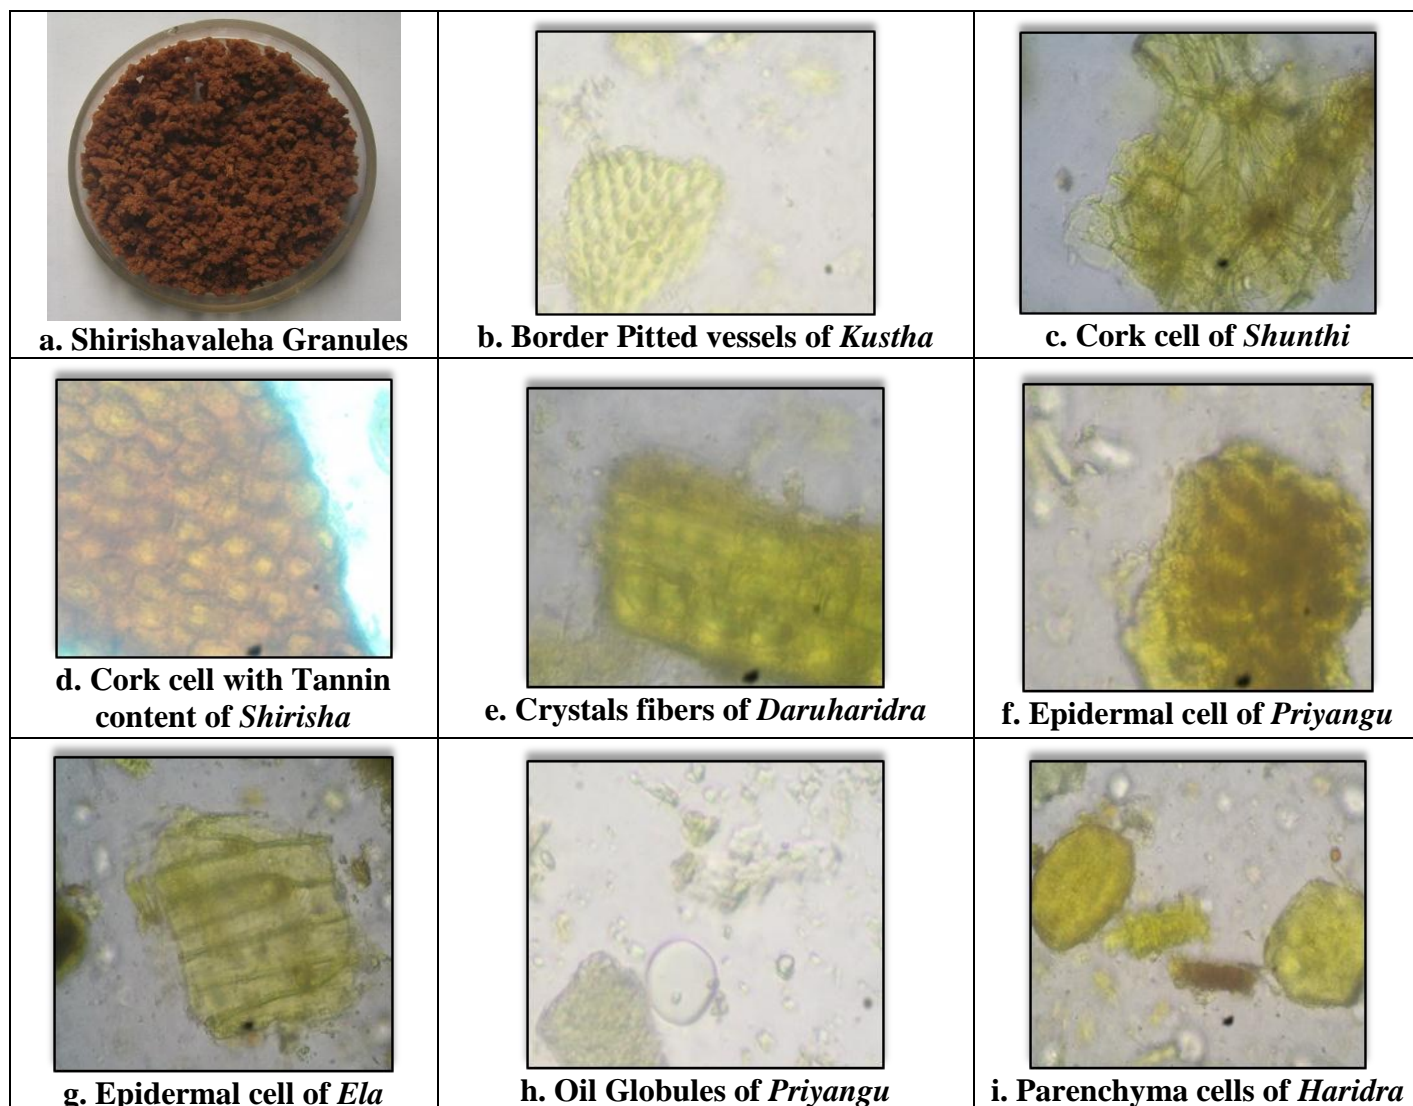 a. Shirishavaleha Granules
b. Border Pitted vessels of Kustha
c. Cork cell of Shunthi
d. Cork cell with Tannin
content of Shirisha
e. Crystals fibers of Daruharidra
f. Epidermal cell of Priyangu
g. Epidermal cell of Ela
h. Oil Globules of Priyangu
i. Parenchyma cells of Haridra